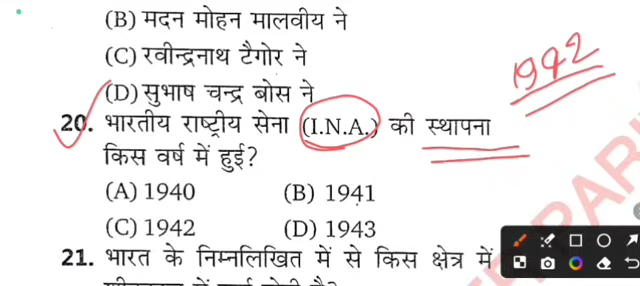 (B) मदन मोहन मालवीय ने
(C) रवीन्द्रनाथ टैगोर ने
(D) सुभाष चन्द्र बोस ने
1942
20. भारतीय राष्ट्रीय सेना (I.N.A.) की स्थापना
किस वर्ष में हुई?
(A) 1940 (B) 1941
(C) 1942 (D) 1943
21. भारत के निम्नलिखित में से किस क्षेत्र में